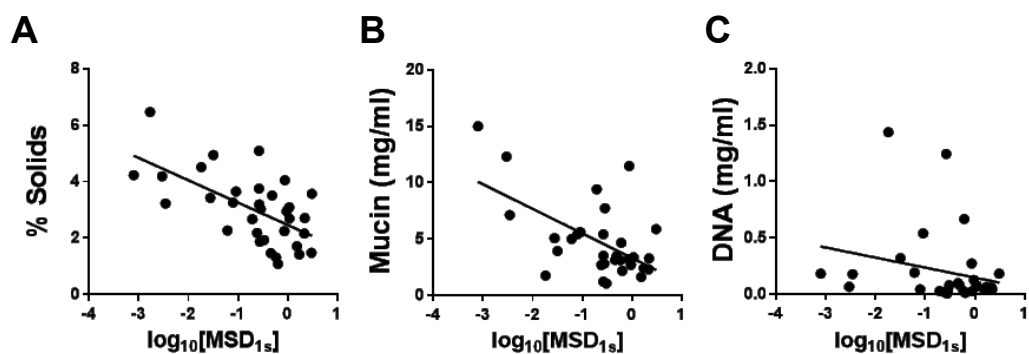 A
B
C
% Solids
8
6
4
2
0
-4 -3 -2 -1 0 1
log₁₀[MSD₁ₛ]
Mucin (mg/ml)
20
15
10
5
0
-4 -3 -2 -1 0 1
log₁₀[MSD₁ₛ]
DNA (mg/ml)
2.0
1.5
1.0
0.5
0.0
-4 -3 -2 -1 0 1
log₁₀[MSD₁ₛ]